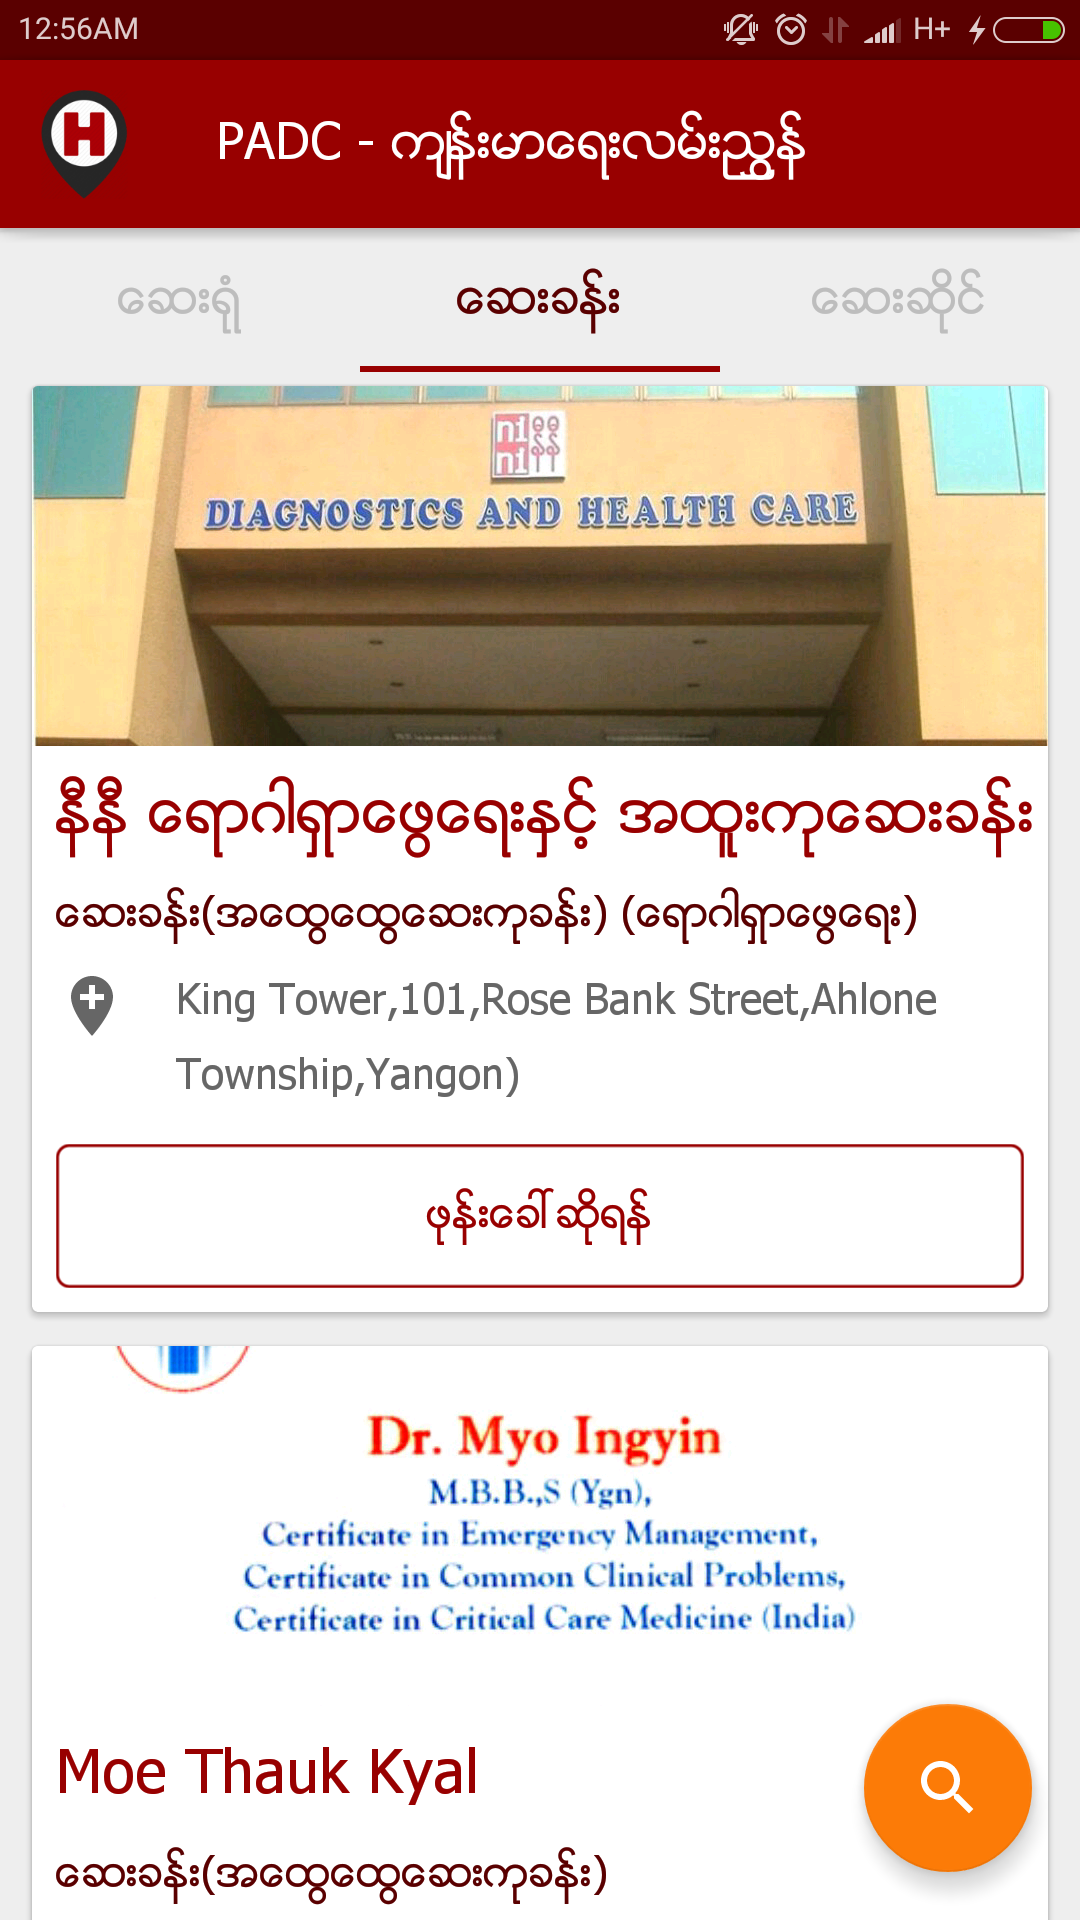 12:56AM
H+
H
PADC - ကျန်းမာရေးလမ်းညွှန်
ဆေးရုံ
ဆေးခန်း
ဆေးဆိုင်
ni နီနီ
ni
DIAGNOSTICS AND HEALTH CARE
နီနီ ရောဂါရှာဖွေရေးနှင့် အထူးကုဆေးခန်း
ဆေးခန်း(အထွေထွေဆေးကုခန်း) (ရောဂါရှာဖွေရေး)
King Tower,101,Rose Bank Street,Ahlone
Township,Yangon)
ဖုန်းခေါ်ဆိုရန်
Dr. Myo Ingyin
M.B.B.,S (Ygn),
Certificate in Emergency Management,
Certificate in Common Clinical Problems,
Certificate in Critical Care Medicine (India)
Moe Thauk Kyal
ဆေးခန်း(အထွေထွေဆေးကုခန်း)